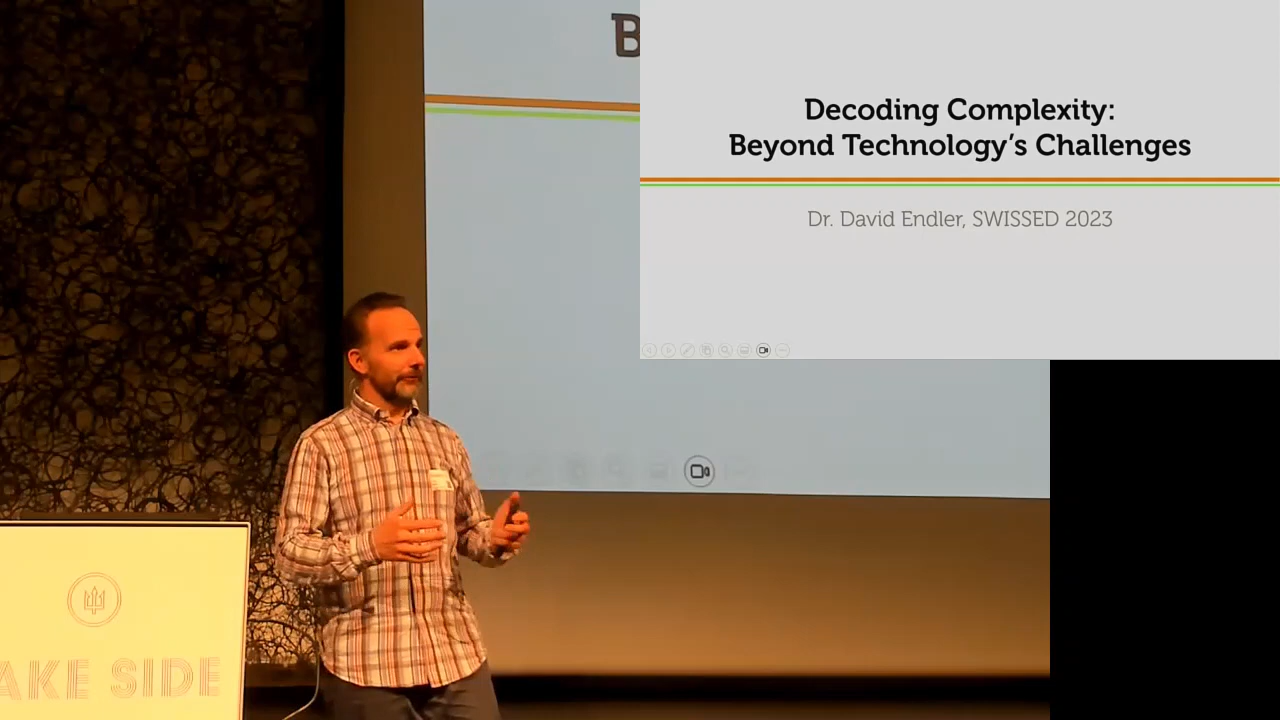 B
Decoding Complexity:
Beyond Technology's Challenges
Dr. David Endler, SWISSED 2023
AKE SIDE